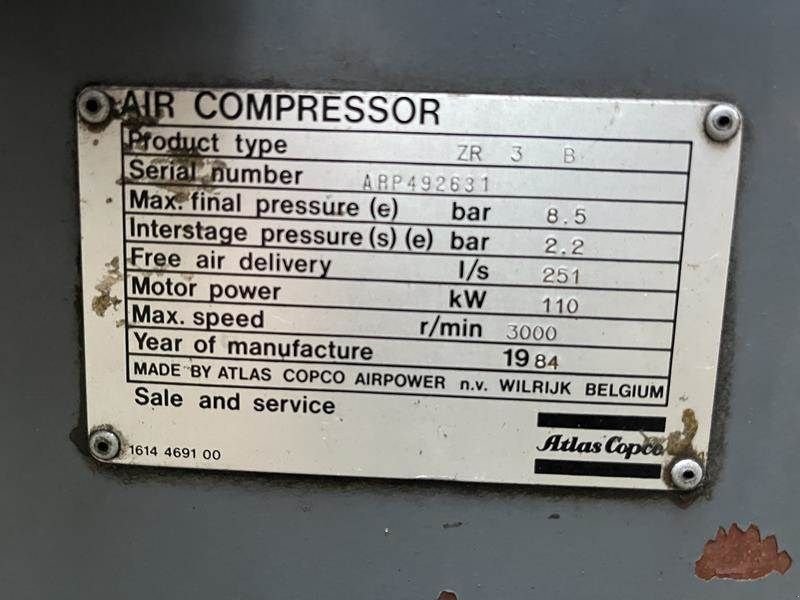 AIR COMPRESSOR
Product type ZR 3 B
Serial number ARP492631
Max. final pressure (e) bar 8.5
Interstage pressure (s) (e) bar 2.2
Free air delivery l/s 251
Motor power kW 110
Max. speed r/min 3000
Year of manufacture 1984
MADE BY ATLAS COPCO AIRPOWER n.v. WILRIJK BELGIUM
Sale and service
Atlas Copco
1614 4691 00